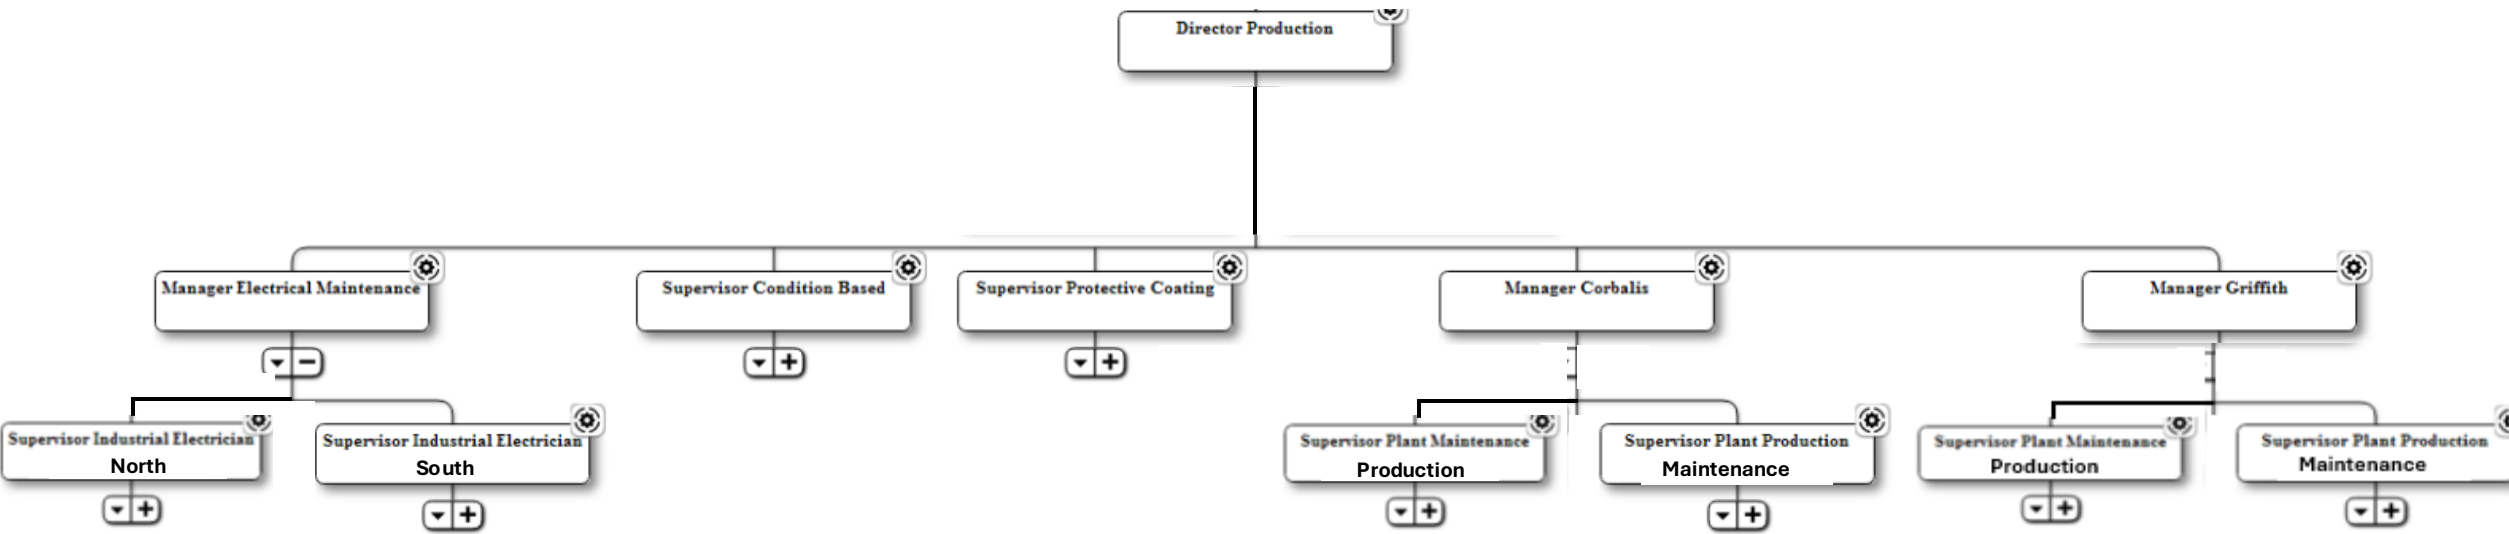 Director Production
Manager Electrical Maintenance
Supervisor Condition Based
Supervisor Protective Coating
Manager Corbalis
Manager Griffith
Supervisor Industrial Electrician
North
Supervisor Industrial Electrician
South
Supervisor Plant Maintenance
Production
Supervisor Plant Production
Maintenance
Supervisor Plant Maintenance
Production
Supervisor Plant Production
Maintenance